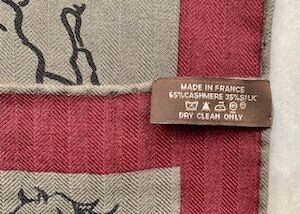 MADE IN FRANCE
65%CASHMERE 35%SILK
DRY CLEAN ONLY